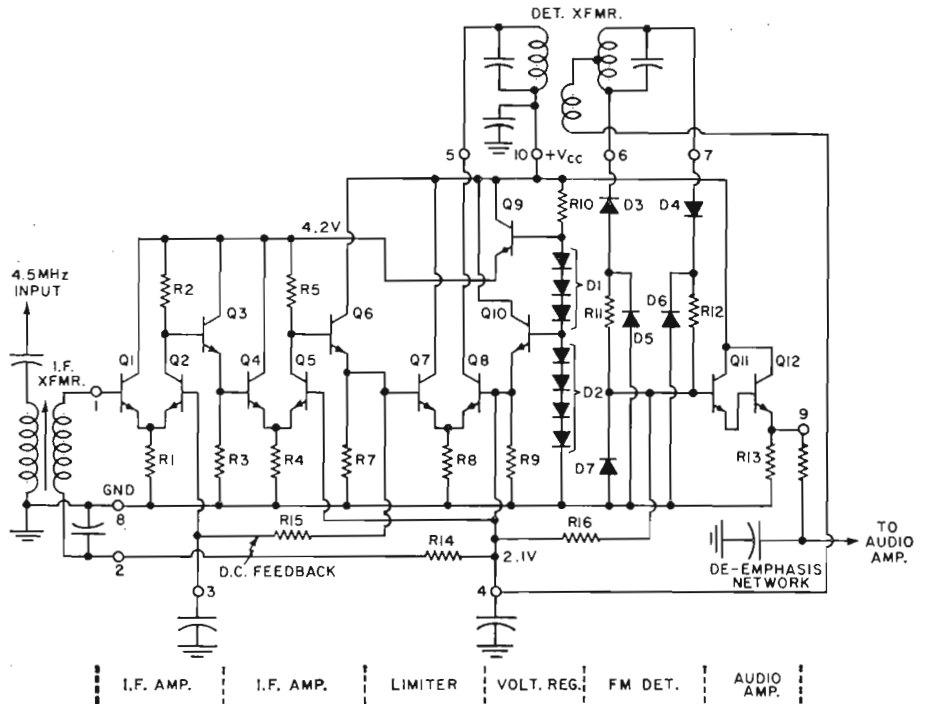 DET. XFMR.
5
10
+VCC
6
7
Q9
R10
D3
D4
4.2V
4.5MHz
INPUT
R2
R5
Q3
Q6
D1
Q10
R11
D5
D6
R12
I.F.
XFMR.
Q1
Q2
Q4
Q5
Q7
Q8
D2
Q11
Q12
1
9
R1
R3
R4
R7
R8
R9
D7
R13
GND
8
R15
R16
TO
AUDIO
AMP.
R14
2
D.C. FEEDBACK
2.1V
DE-EMPHASIS
NETWORK
3
4
I.F. AMP.
I.F. AMP.
LIMITER
VOLT. REG.
FM DET.
AUDIO
AMP.